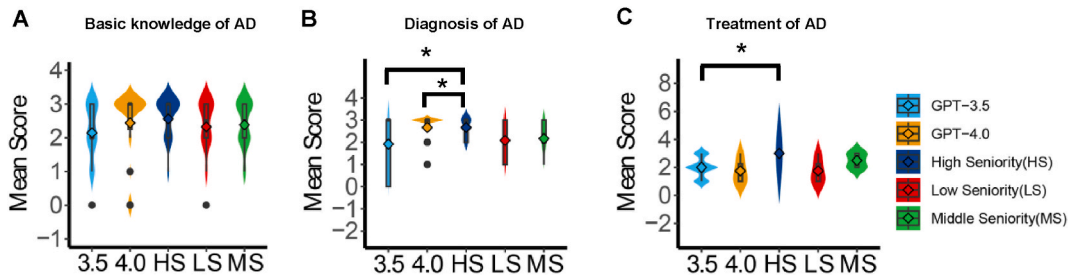 A Basic knowledge of AD
Mean Score
4
3
2
1
0
−1
3.5 4.0 HS LS MS
B Diagnosis of AD
*
*
Mean Score
4
3
2
1
0
−1
−2
3.5 4.0 HS LS MS
C Treatment of AD
*
Mean Score
8
6
4
2
0
−2
3.5 4.0 HS LS MS
GPT−3.5
GPT−4.0
High Seniority(HS)
Low Seniority(LS)
Middle Seniority(MS)